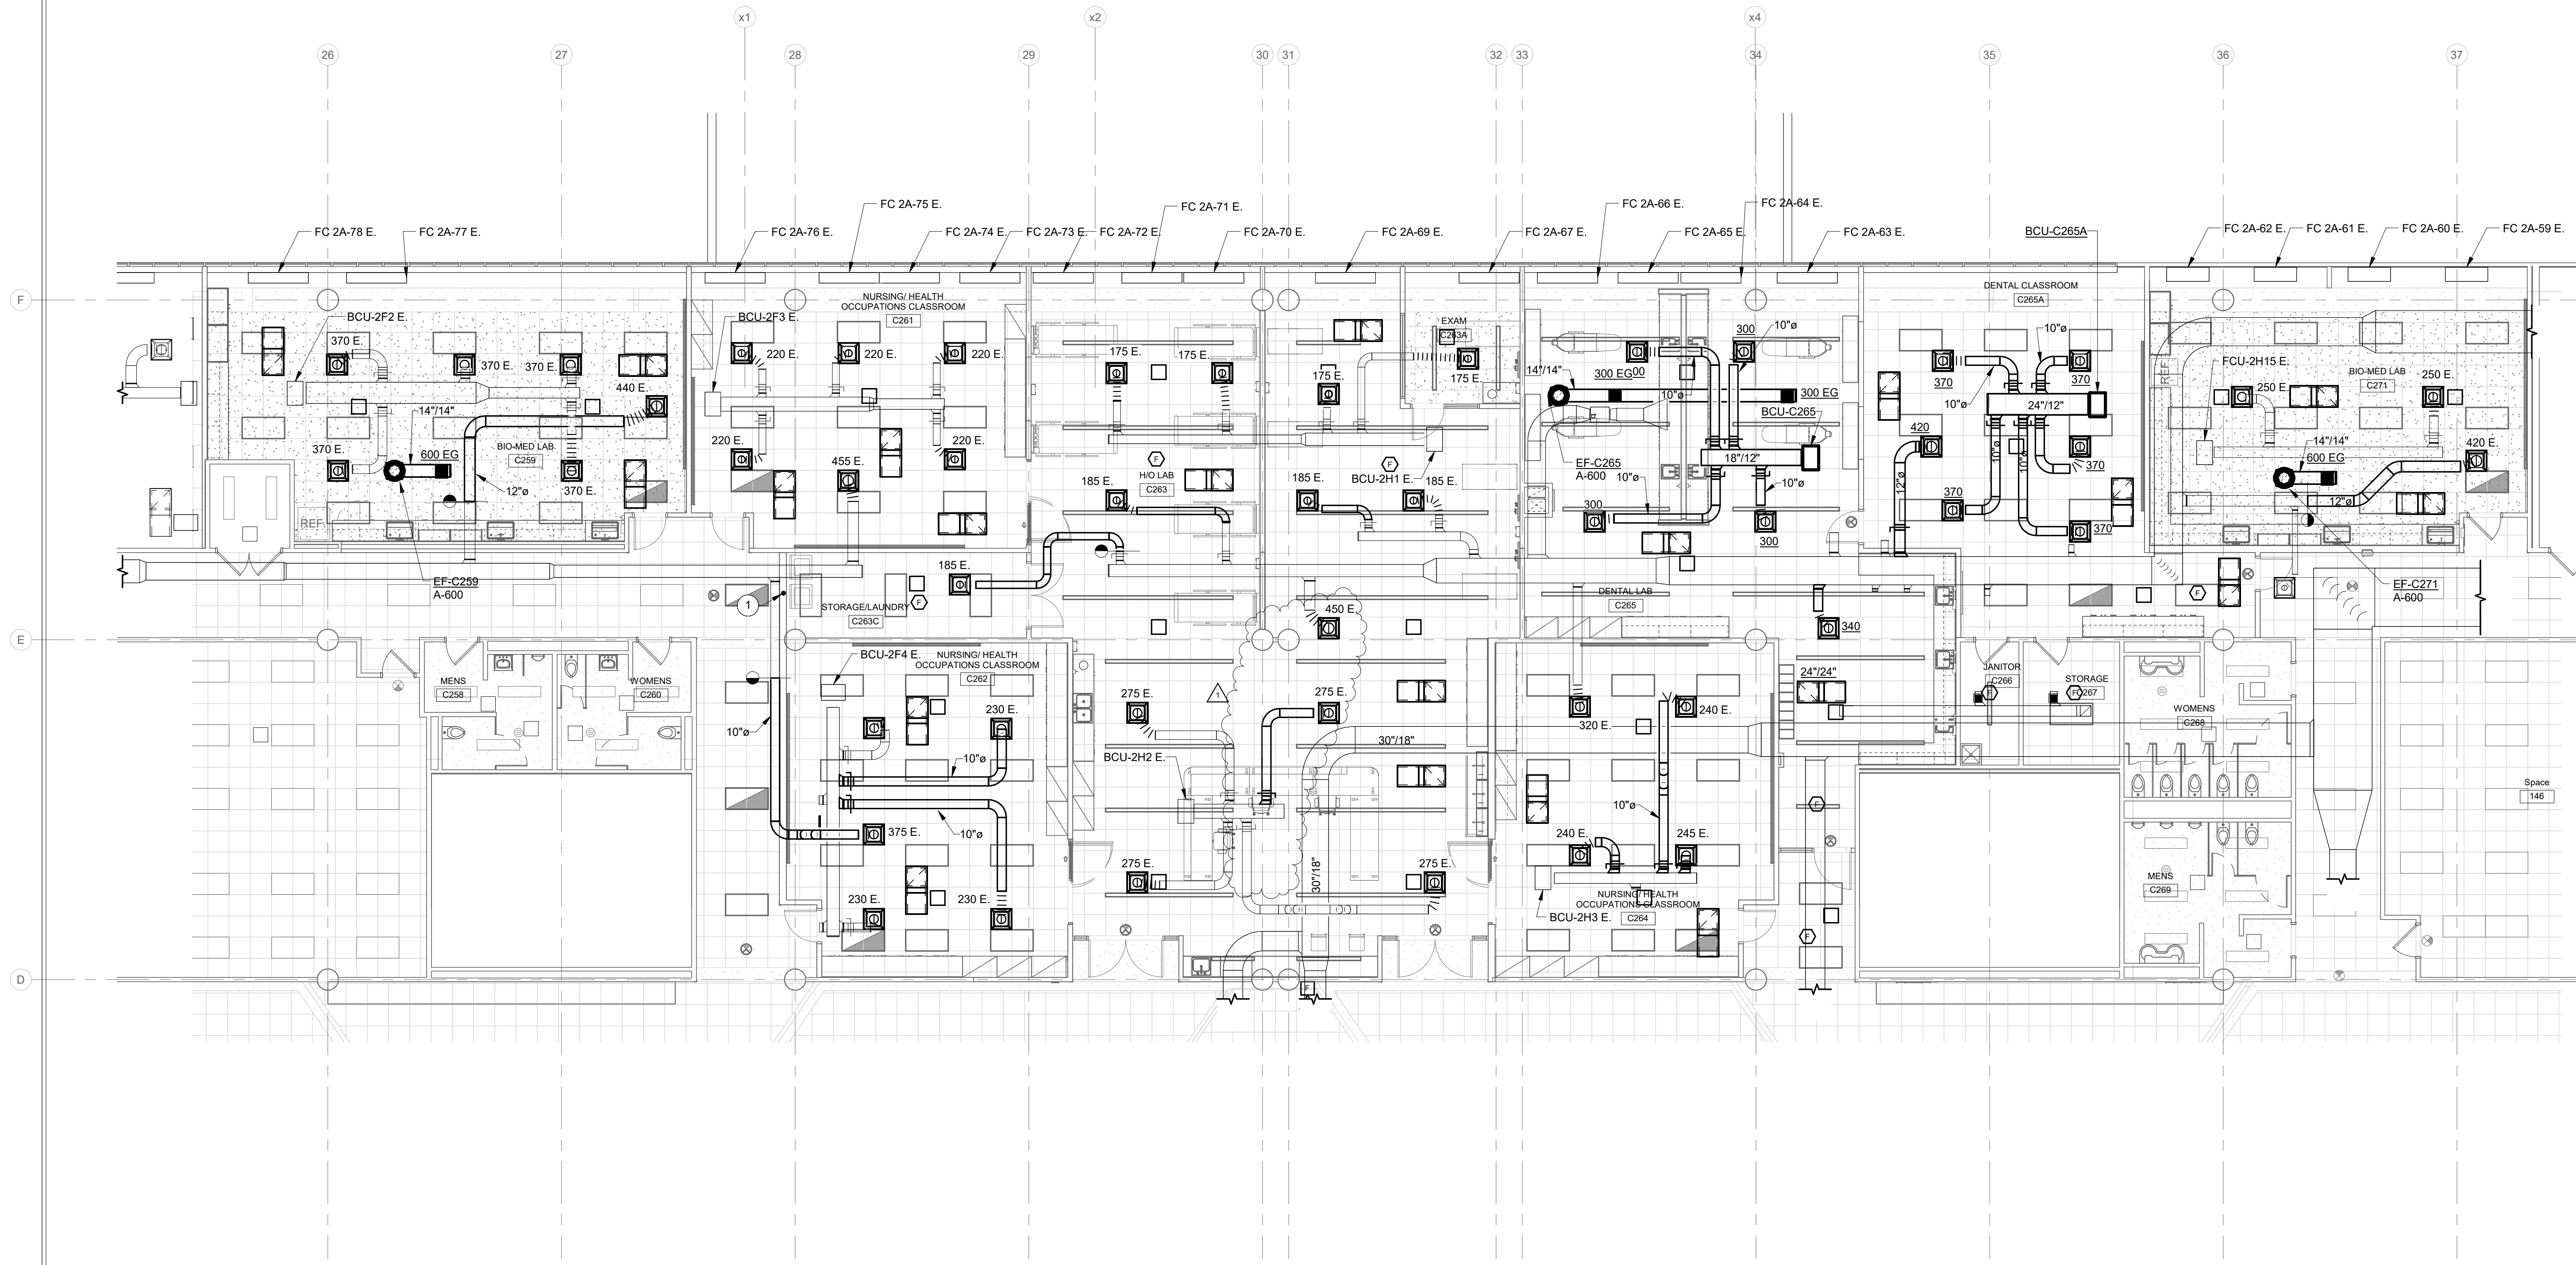 x1
x2
x4
26
27
28
29
30
31
32
33
34
35
36
37
FC 2A-78 E.
FC 2A-77 E.
FC 2A-76 E.
FC 2A-75 E.
FC 2A-74 E.
FC 2A-73 E.
FC 2A-72 E.
FC 2A-71 E.
FC 2A-70 E.
FC 2A-69 E.
FC 2A-67 E.
FC 2A-66 E.
FC 2A-65 E.
FC 2A-64 E.
FC 2A-63 E.
BCU-C265A
FC 2A-62 E.
FC 2A-61 E.
FC 2A-60 E.
FC 2A-59 E.
F
BCU-2F2 E.
370 E.
370 E.
370 E.
440 E.
14"/14"
370 E.
600 EG
BIO-MED LAB
C259
370 E.
12"ø
REF.
EF-C259
A-600
NURSING/ HEALTH
OCCUPATIONS CLASSROOM
C261
BCU-2F3 E.
220 E.
220 E.
220 E.
220 E.
455 E.
220 E.
175 E.
175 E.
175 E.
EXAM
C263A
175 E.
F
H/O LAB
C263
F
BCU-2H1 E.
185 E.
185 E.
185 E.
185 E.
1
STORAGE/LAUNDRY
C263C
F
450 E.
300
10"ø
14"/14"
300 EG
00
300 EG
10"ø
BCU-C265
18"/12"
EF-C265
A-600
10"ø
10"ø
300
300
DENTAL LAB
C265
340
DENTAL CLASSROOM
C265A
10"ø
370
370
10"ø
24"/12"
420
10"ø
10"ø
12"ø
370
370
370
REF.
FCU-2H15 E.
250 E.
BIO-MED LAB
C271
250 E.
14"/14"
600 EG
420 E.
12"ø
F
EF-C271
A-600
E
MENS
C258
WOMENS
C260
10"ø
BCU-2F4 E.
NURSING/ HEALTH
OCCUPATIONS CLASSROOM
C262
230 E.
10"ø
10"ø
375 E.
230 E.
230 E.
275 E.
1
275 E.
BCU-2H2 E.
30"/18"
30"/18"
275 E.
275 E.
320 E.
240 E.
10"ø
240 E.
245 E.
BCU-2H3 E.
NURSING/ HEALTH
OCCUPATIONS CLASSROOM
C264
24"/24"
F
F
JANITOR
C266
F
STORAGE
C267
F
WOMENS
C268
MENS
C269
Space
146
D
F